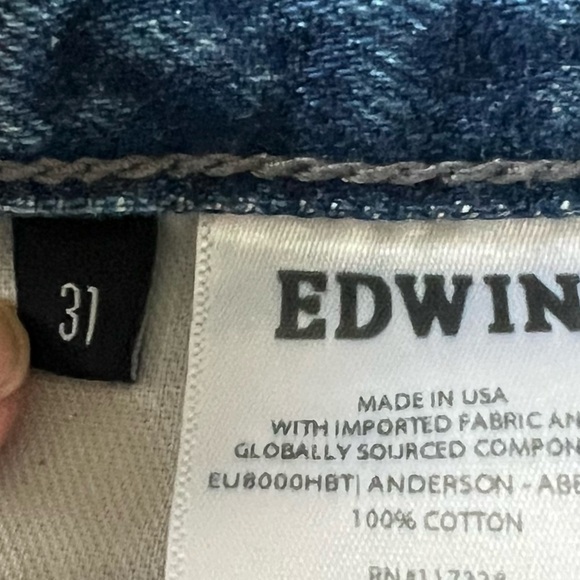 31
EDWIN
MADE IN USA
WITH IMPORTED FABRIC AN
GLOBALLY SOURCED COMPON
EU8000HBT| ANDERSON - ABE
100% COTTON